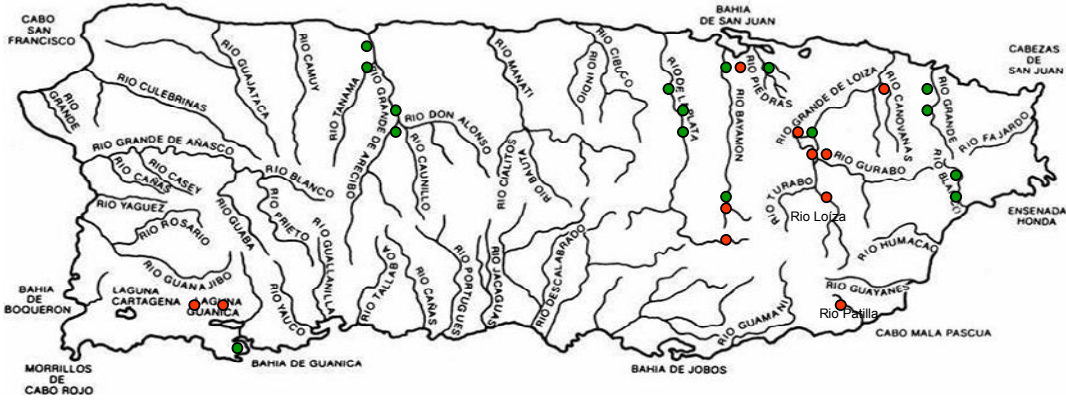 CABO
SAN
FRANCISCO
BAHIA
DE SAN JUAN
CABEZAS
DE
SAN JUAN
RIO GRANDE
RIO CULEBRINAS
RIO GUAJATACA
RIO CAMUY
RIO TANAMA
RIO GRANDE DE ARECIBO
RIO DON ALONSO
RIO CAUNILLO
RIO MANATI
RIO INDIO
RIO CIBUCO
RIO DE LA PLATA
RIO BAYAMON
RIO PIEDRAS
RIO GRANDE DE LOIZA
RIO CANOVANAS
RIO GRANDE
RIO FAJARDO
RIO GRANDE DE AÑASCO
RIO CASEY
RIO CAÑAS
RIO BLANCO
RIO PRIETO
RIO GUABA
RIO CIALITOS
RIO BAUTA
RIO GURABO
RIO TURABO
RIO BLANCO
RIO YAGUEZ
RIO ROSARIO
RIO GUANAJIBO
RIO GUALLANILLA
RIO YAUCO
RIO TALLABOA
RIO CAÑAS
RIO PORTUGUES
RIO JACAGUAS
RIO DESCALABRADO
Rio Loíza
RIO HUMACAO
ENSENADA
HONDA
BAHIA
DE
BOQUERON
LAGUNA
CARTAGENA
LAGUNA
GUANICA
RIO GUAYANES
RIO GUAMANI
Rio Patilla
CABO MALA PASCUA
MORRILLOS
DE
CABO ROJO
BAHIA DE GUANICA
BAHIA DE JOBOS